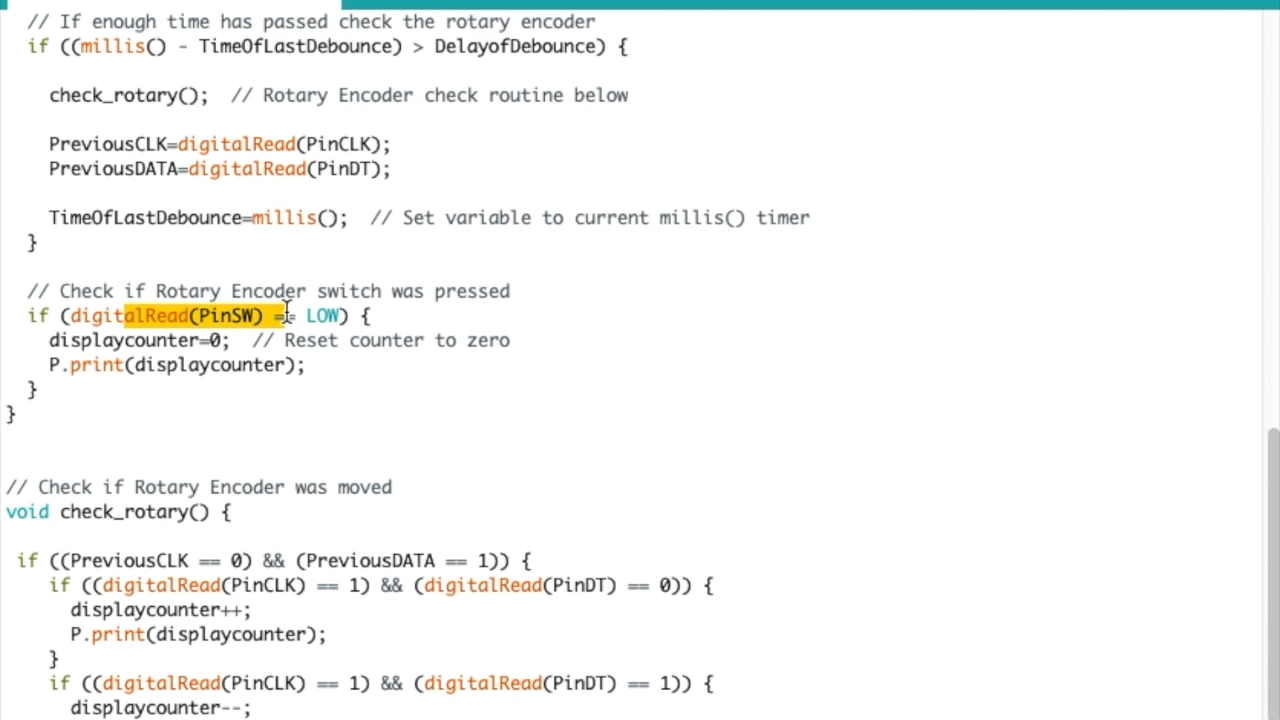 // If enough time has passed check the rotary encoder
if ((millis() - TimeOfLastDebounce) > DelayofDebounce) {
check_rotary();  // Rotary Encoder check routine below
PreviousCLK=digitalRead(PinCLK);
PreviousDATA=digitalRead(PinDT);
TimeOfLastDebounce=millis();  // Set variable to current millis() timer
}
// Check if Rotary Encoder switch was pressed
if (digitalRead(PinSW) == LOW) {
displaycounter=0;  // Reset counter to zero
P.print(displaycounter);
}
}
// Check if Rotary Encoder was moved
void check_rotary() {
if ((PreviousCLK == 0) && (PreviousDATA == 1)) {
if ((digitalRead(PinCLK) == 1) && (digitalRead(PinDT) == 0)) {
displaycounter++;
P.print(displaycounter);
}
if ((digitalRead(PinCLK) == 1) && (digitalRead(PinDT) == 1)) {
displaycounter--;